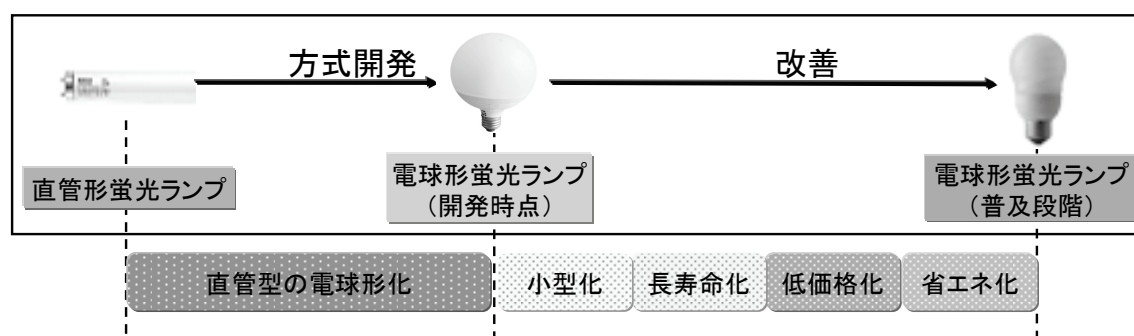 方式開発
改善
直管形蛍光ランプ
電球形蛍光ランプ
（開発時点）
電球形蛍光ランプ
（普及段階）
直管型の電球形化
小型化
長寿命化
低価格化
省エネ化